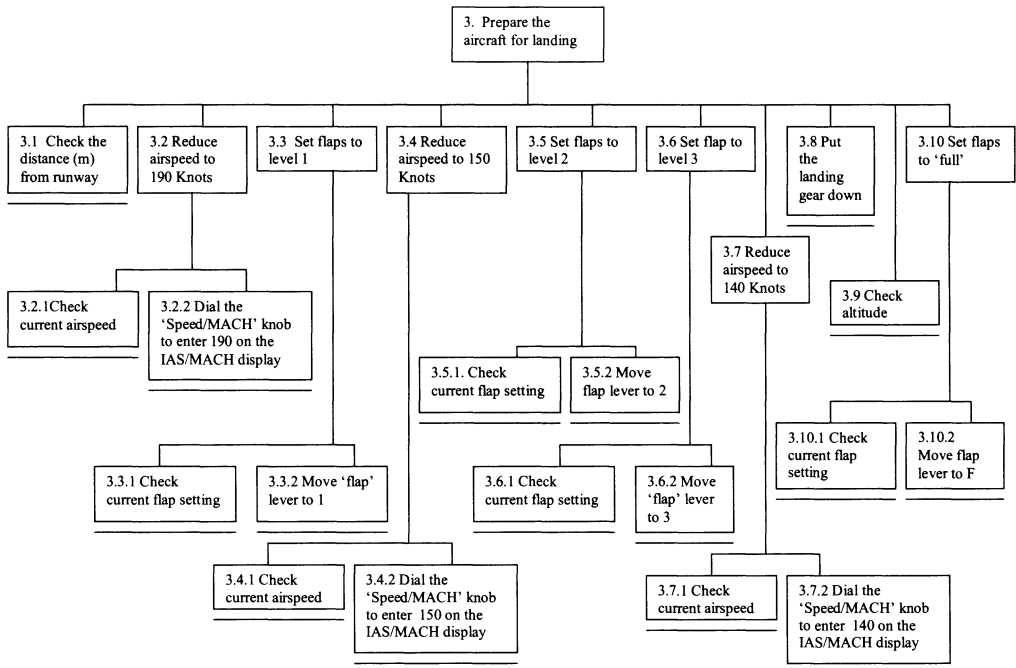 3. Prepare the
aircraft for landing
3.1 Check the
distance (m)
from runway
3.2 Reduce
airspeed to
190 Knots
3.3 Set flaps to
level 1
3.4 Reduce
airspeed to 150
Knots
3.5 Set flaps to
level 2
3.6 Set flap to
level 3
3.8 Put
the
landing
gear down
3.10 Set flaps
to ‘full’
3.7 Reduce
airspeed to
140 Knots
3.9 Check
altitude
3.2.1Check
current airspeed
3.2.2 Dial the
‘Speed/MACH’ knob
to enter 190 on the
IAS/MACH display
3.5.1. Check
current flap setting
3.5.2 Move
flap lever to 2
3.10.1 Check
current flap
setting
3.10.2
Move flap
lever to F
3.3.1 Check
current flap setting
3.3.2 Move ‘flap’
lever to 1
3.6.1 Check
current flap setting
3.6.2 Move
‘flap’ lever
to 3
3.4.1 Check
current airspeed
3.4.2 Dial the
‘Speed/MACH’ knob
to enter 150 on the
IAS/MACH display
3.7.1 Check
current airspeed
3.7.2 Dial the
‘Speed/MACH’ knob
to enter 140 on the
IAS/MACH display